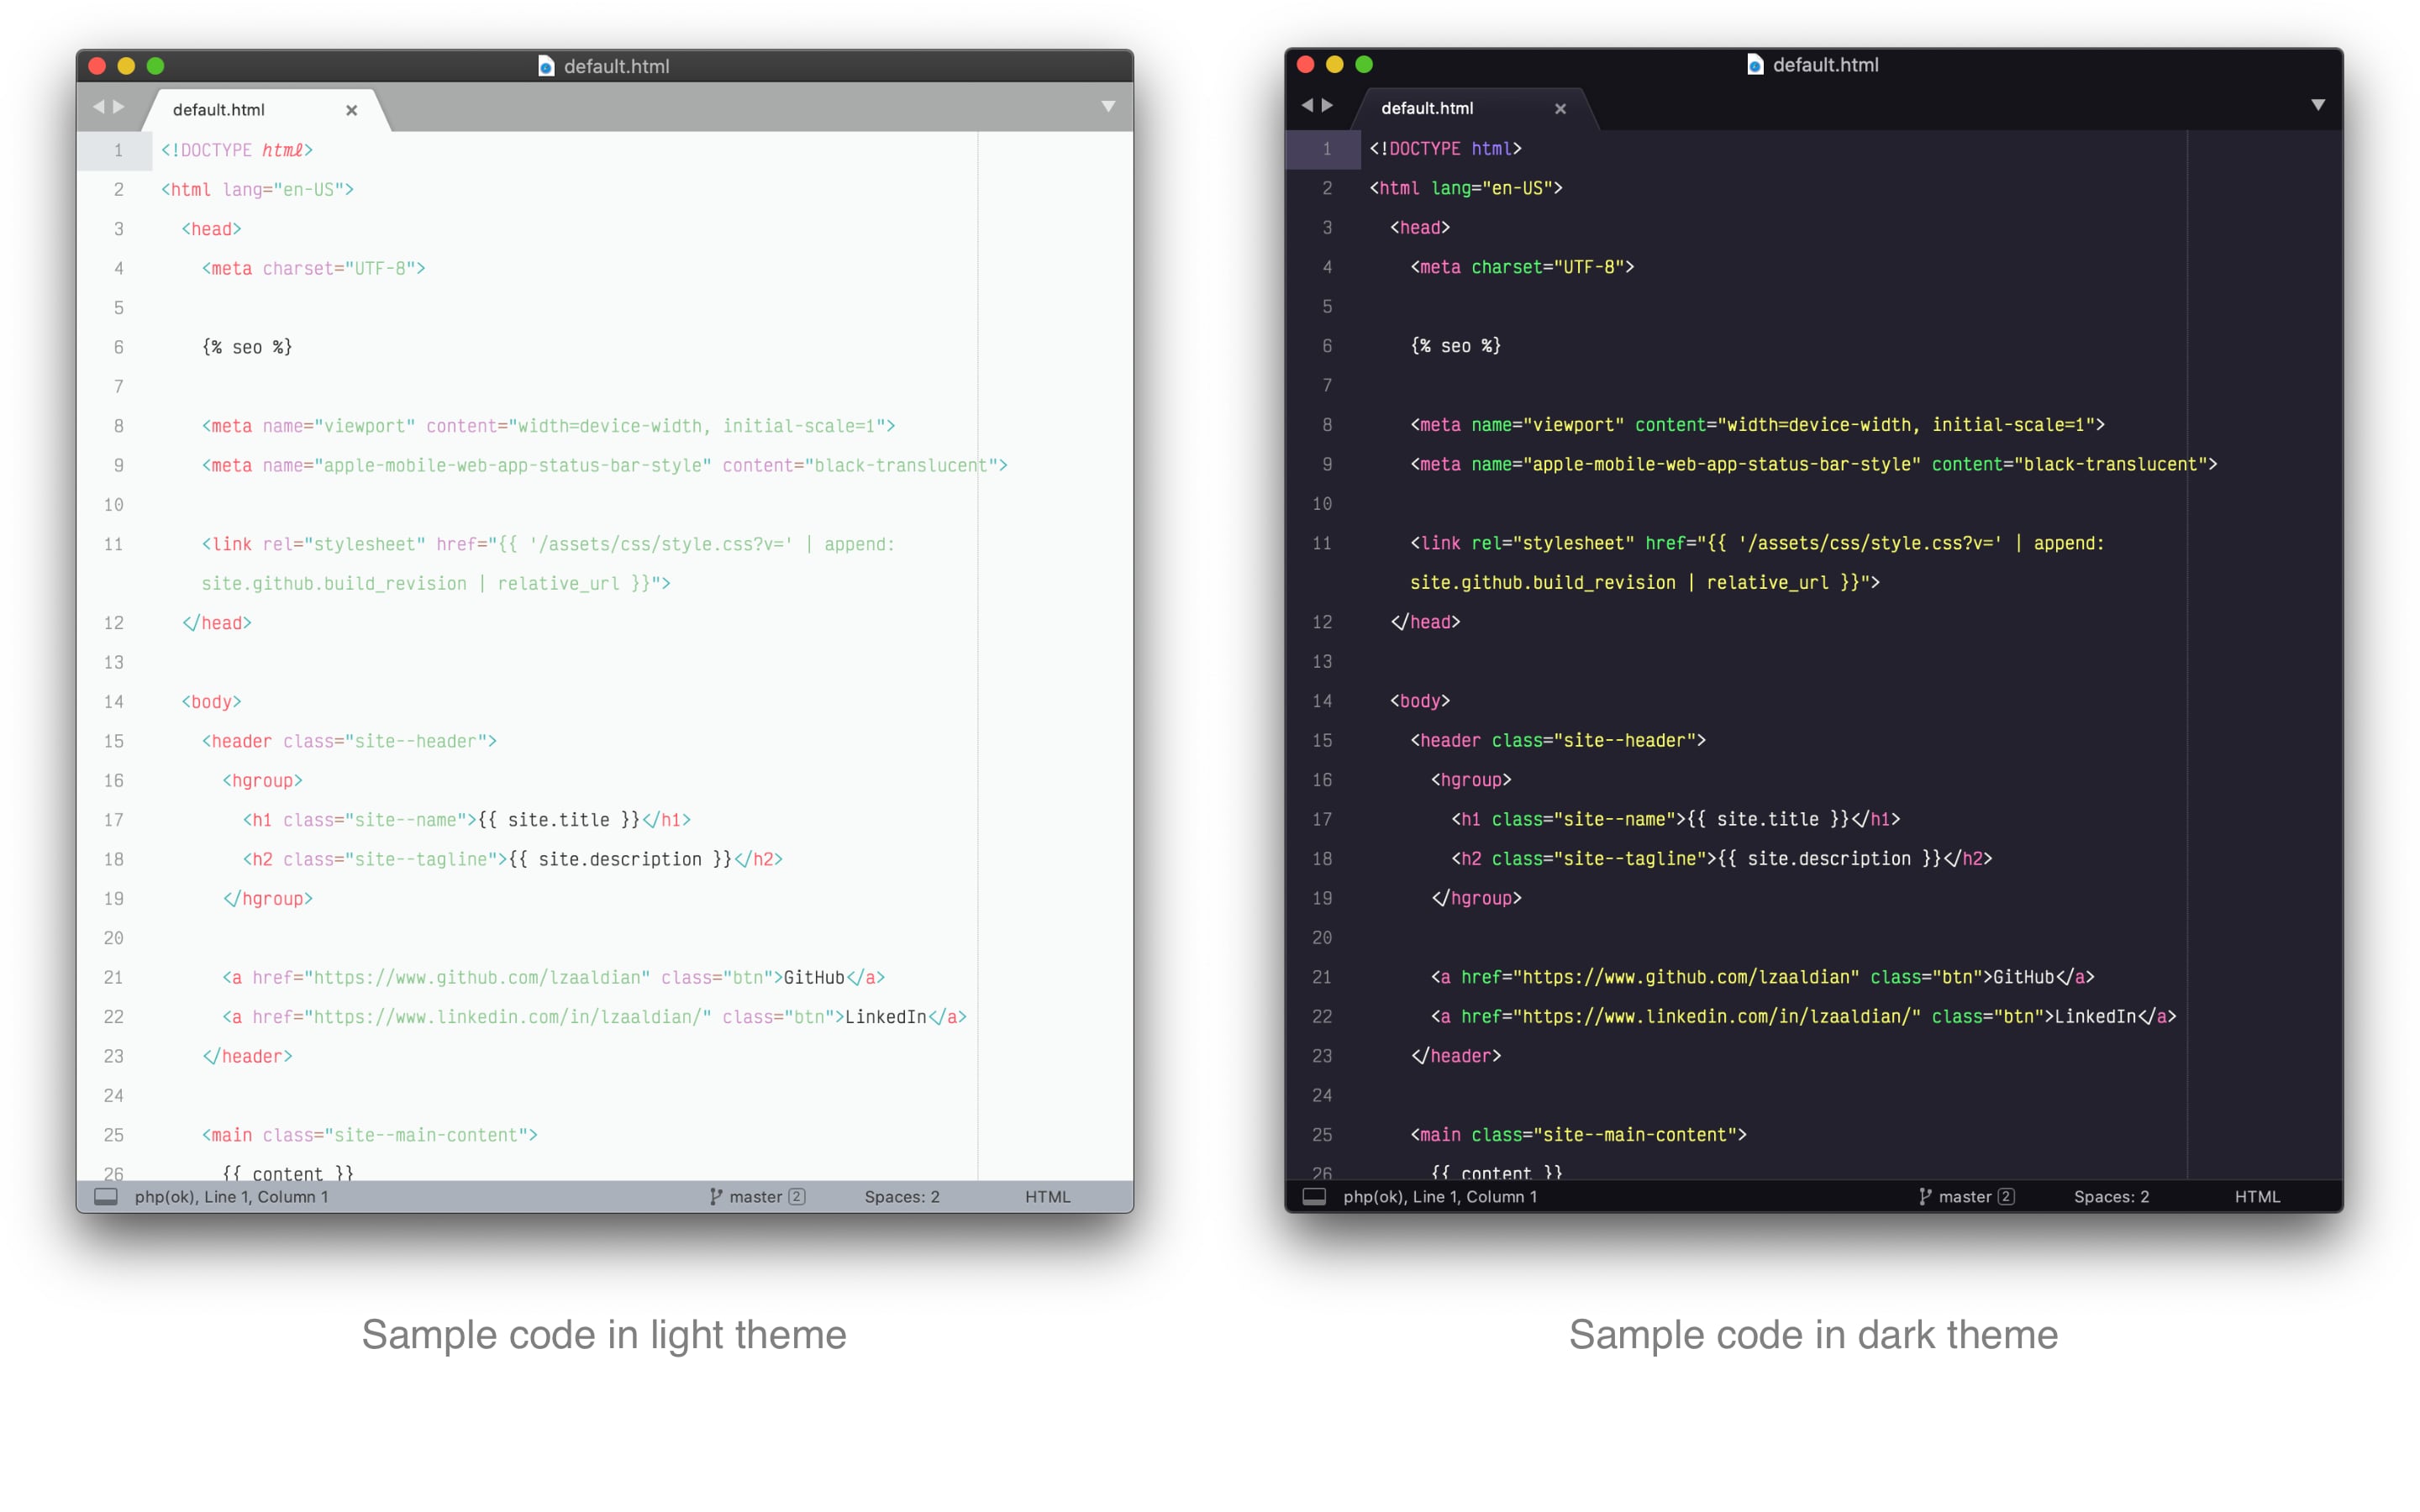 default.html
default.html
1 <!DOCTYPE html>
2 <html lang="en-US">
3 <head>
4 <meta charset="UTF-8">
5
6 {% seo %}
7
8 <meta name="viewport" content="width=device-width, initial-scale=1">
9 <meta name="apple-mobile-web-app-status-bar-style" content="black-translucent">
10
11 <link rel="stylesheet" href="{{ '/assets/css/style.css?v=' | append:
site.github.build_revision | relative_url }}">
12 </head>
13
14 <body>
15 <header class="site--header">
16 <hgroup>
17 <h1 class="site--name">{{ site.title }}</h1>
18 <h2 class="site--tagline">{{ site.description }}</h2>
19 </hgroup>
20
21 <a href="https://www.github.com/lzaaldian" class="btn">GitHub</a>
22 <a href="https://www.linkedin.com/in/lzaaldian/" class="btn">LinkedIn</a>
23 </header>
24
25 <main class="site--main-content">
26 {{ content }}
php(ok), Line 1, Column 1 master 2 Spaces: 2 HTML
Sample code in light theme
default.html
default.html
1 <!DOCTYPE html>
2 <html lang="en-US">
3 <head>
4 <meta charset="UTF-8">
5
6 {% seo %}
7
8 <meta name="viewport" content="width=device-width, initial-scale=1">
9 <meta name="apple-mobile-web-app-status-bar-style" content="black-translucent">
10
11 <link rel="stylesheet" href="{{ '/assets/css/style.css?v=' | append:
site.github.build_revision | relative_url }}">
12 </head>
13
14 <body>
15 <header class="site--header">
16 <hgroup>
17 <h1 class="site--name">{{ site.title }}</h1>
18 <h2 class="site--tagline">{{ site.description }}</h2>
19 </hgroup>
20
21 <a href="https://www.github.com/lzaaldian" class="btn">GitHub</a>
22 <a href="https://www.linkedin.com/in/lzaaldian/" class="btn">LinkedIn</a>
23 </header>
24
25 <main class="site--main-content">
26 {{ content }}
php(ok), Line 1, Column 1 master 2 Spaces: 2 HTML
Sample code in dark theme